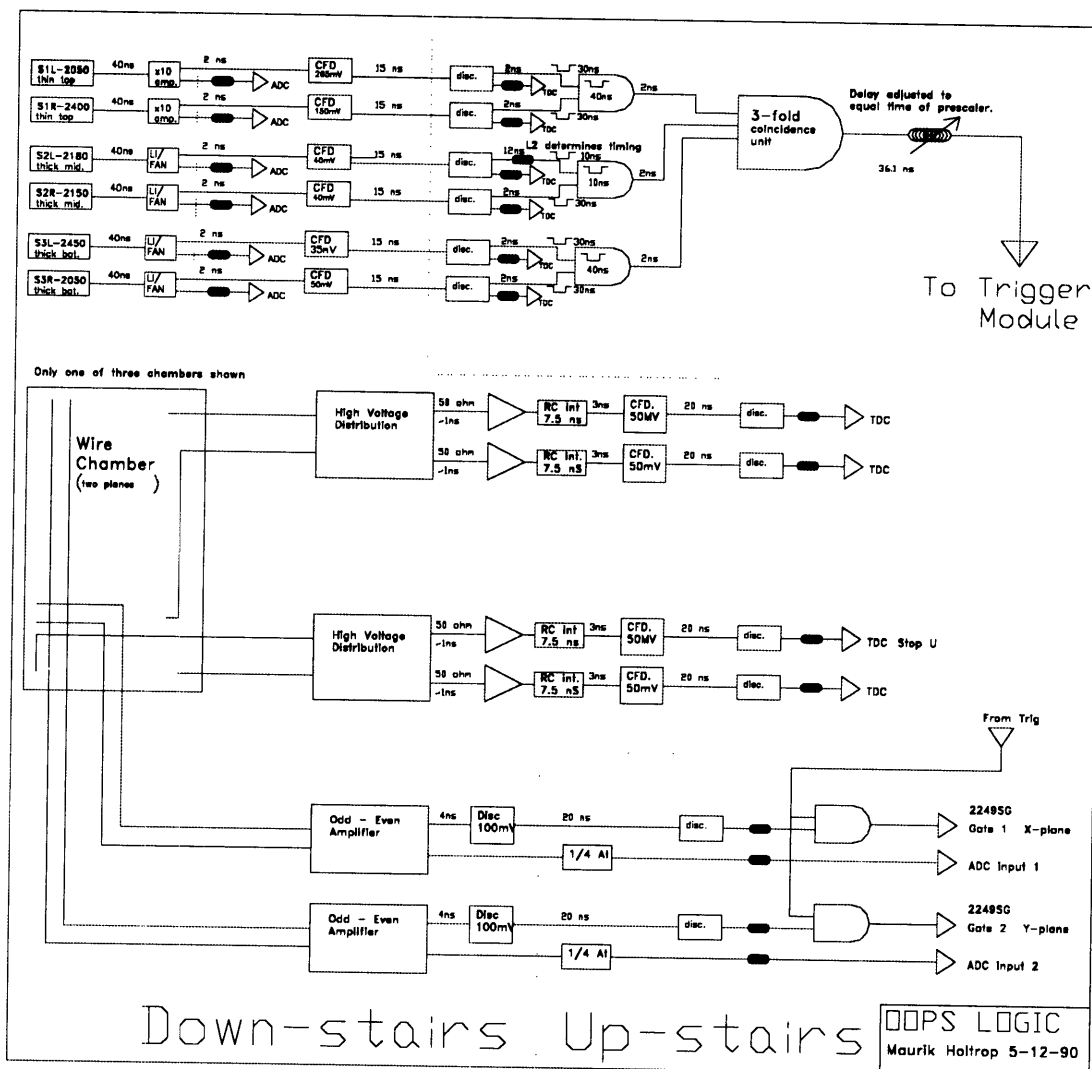 S1L-2050 40ns x10 2 ns CFD 15 ns disc. 2ns 30ns
thin top amp. ADC 265mV TDC 40ns 2ns
S1R-2400 40ns x10 2 ns CFD 15 ns disc. 2ns
thin top amp. ADC 150mV TDC 30ns
Delay adjusted to
equal time of prescaler.
3-fold
coincidence
unit
36.1 ns
L2 determines timing
S2L-2180 40ns LI/ 2 ns CFD 15 ns disc. 12ns 10ns
thick mid. FAN ADC 40mV TDC 10ns 2ns
S2R-2150 40ns LI/ 2 ns CFD 15 ns disc. 2ns
thick mid. FAN ADC 40mV TDC 30ns
S3L-2450 40ns LI/ 2 ns CFD 15 ns disc. 2ns 30ns
thick bot. FAN ADC 35mV TDC 40ns 2ns
S3R-2050 40ns LI/ 2 ns CFD 15 ns disc. 2ns
thick bot. FAN ADC 50mV TDC 30ns
To Trigger
Module
Only one of three chambers shown
Wire
Chamber
(two planes )
High Voltage
Distribution
50 ohm RC Int 3ns CFD. 20 ns disc. TDC
~1ns 7.5 ns 50MV
50 ohm RC Int. 3ns CFD. 20 ns disc. TDC
~1ns 7.5 nS 50mV
High Voltage
Distribution
50 ohm RC Int 3ns CFD. 20 ns disc. TDC Stop U
~1ns 7.5 ns 50MV
50 ohm RC Int. 3ns CFD. 20 ns disc. TDC
~1ns 7.5 nS 50mV
From Trig
Odd - Even
Amplifier
4ns Disc 20 ns disc.
100mV
2249SG
Gate 1 X-plane
1/4 At ADC Input 1
Odd - Even
Amplifier
4ns Disc 20 ns disc.
100mV
2249SG
Gate 2 Y-plane
1/4 At ADC Input 2
Down-stairs Up-stairs
OOPS LOGIC
Maurik Holtrop 5-12-90